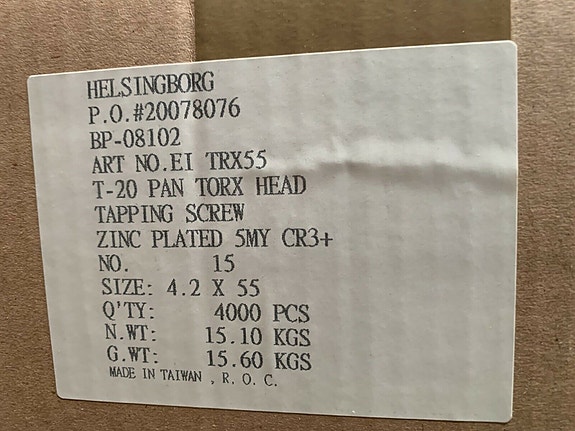 HELSINGBORG
P.O.#20078076
BP-08102
ART NO.EI TRX55
T-20 PAN TORX HEAD
TAPPING SCREW
ZINC PLATED 5MY CR3+
NO. 15
SIZE: 4.2 X 55
Q'TY: 4000 PCS
N.WT: 15.10 KGS
G.WT: 15.60 KGS
MADE IN TAIWAN , R. O. C.